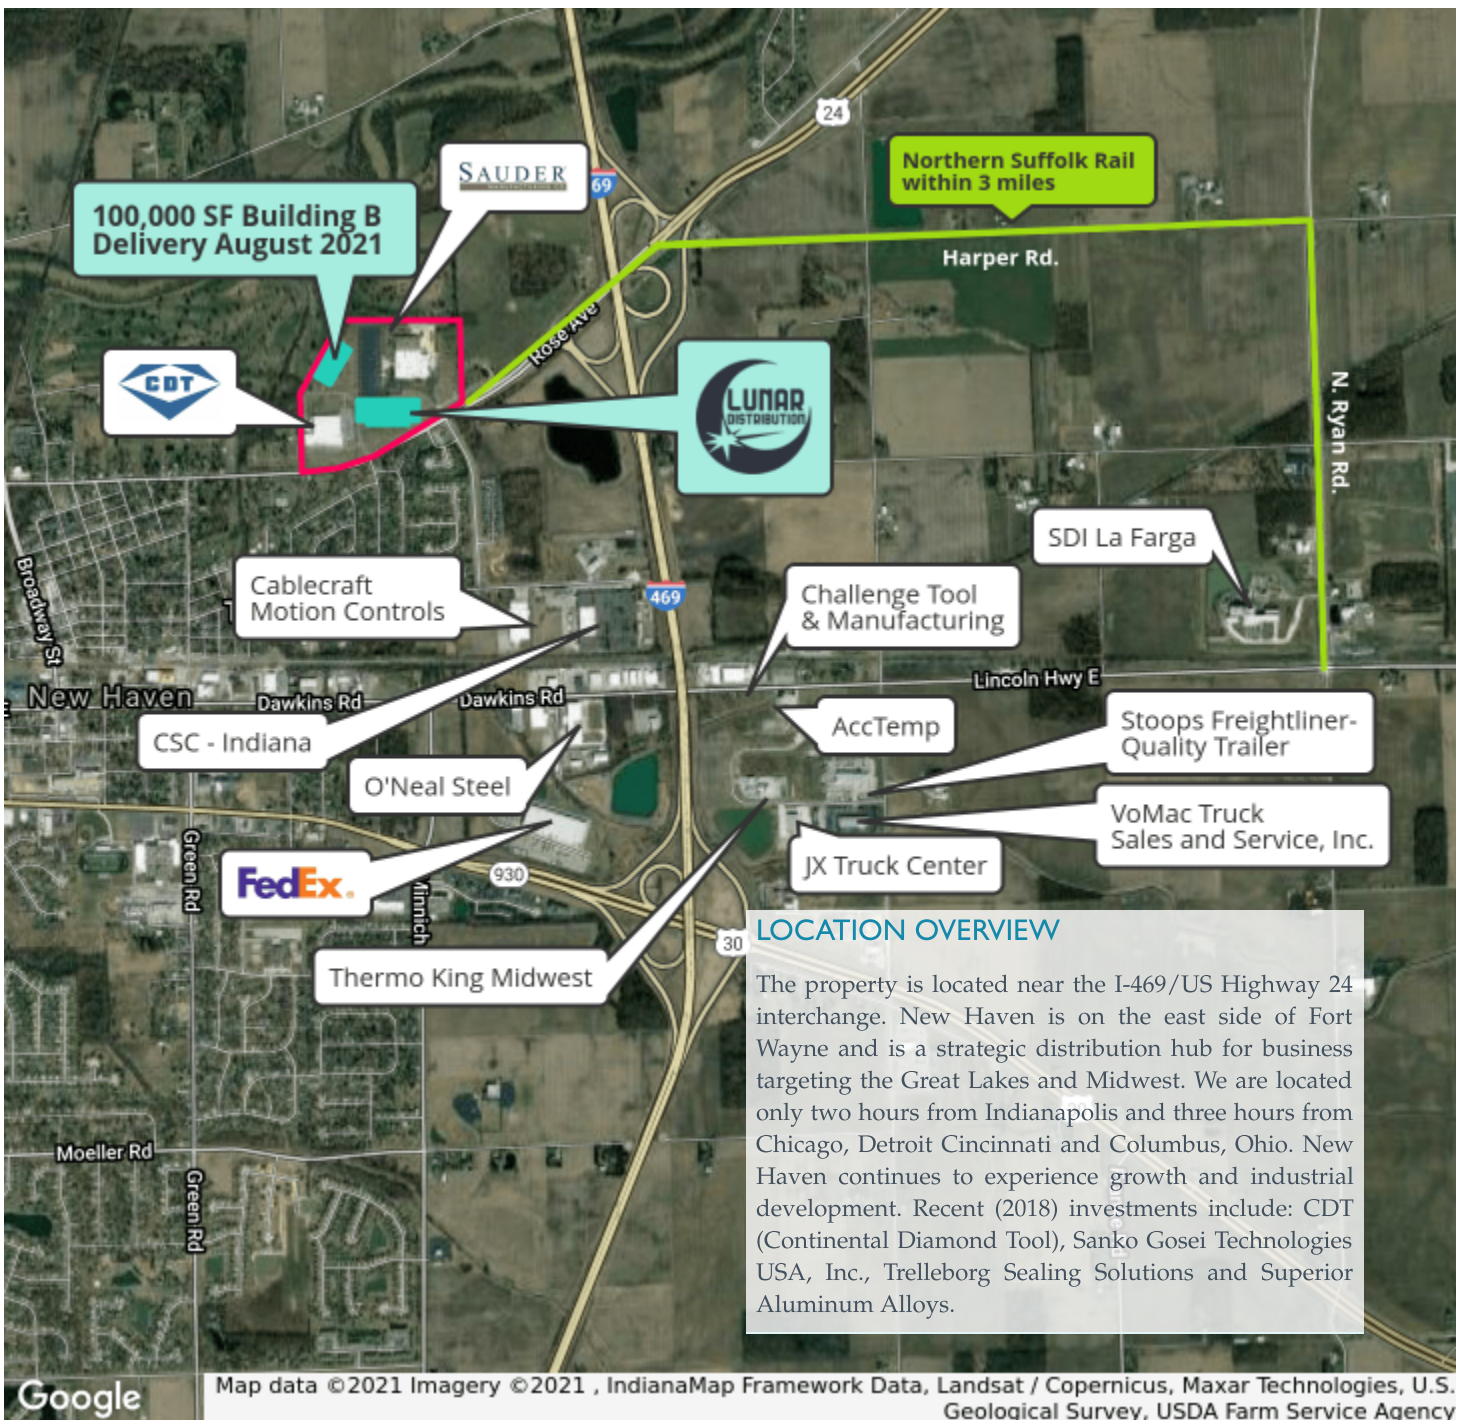 24
SAUDER
MANUFACTURING CO.
69
Northern Suffolk Rail
within 3 miles
100,000 SF Building B
Delivery August 2021
Harper Rd.
Rose Ave
CDT
LUNAR
DISTRIBUTION
N. Ryan Rd.
SDI La Farga
Broadway St
Cablecraft
Motion Controls
469
Challenge Tool
& Manufacturing
New Haven
Dawkins Rd
Dawkins Rd
Lincoln Hwy E
CSC - Indiana
AccTemp
Stoops Freightliner-
Quality Trailer
O'Neal Steel
VoMac Truck
Sales and Service, Inc.
Green Rd
FedEx.
930
Minnich
JX Truck Center
30
Thermo King Midwest
LOCATION OVERVIEW
The property is located near the I-469/US Highway 24
interchange. New Haven is on the east side of Fort
Wayne and is a strategic distribution hub for business
targeting the Great Lakes and Midwest. We are located
only two hours from Indianapolis and three hours from
Chicago, Detroit Cincinnati and Columbus, Ohio. New
Haven continues to experience growth and industrial
development. Recent (2018) investments include: CDT
(Continental Diamond Tool), Sanko Gosei Technologies
USA, Inc., Trelleborg Sealing Solutions and Superior
Aluminum Alloys.
Moeller Rd
Green Rd
Google
Map data ©2021 Imagery ©2021 , IndianaMap Framework Data, Landsat / Copernicus, Maxar Technologies, U.S.
Geological Survey, USDA Farm Service Agency